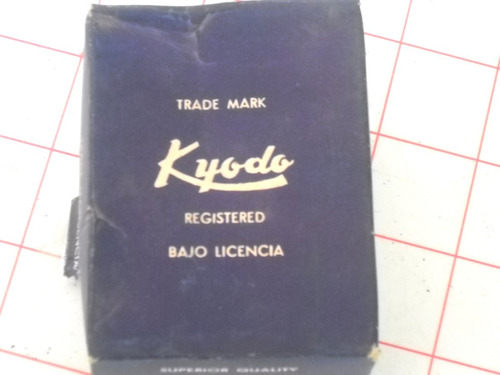 TRADE MARK
Kyodo
REGISTERED
BAJO LICENCIA
SUPERIOR QUALITY